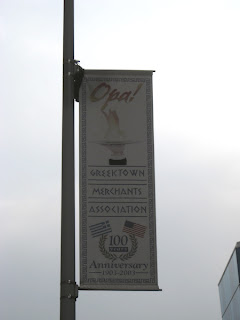 Opa!
GREEKTOWN
MERCHANTS
ASSOCIATION
100
YEARS
Anniversary